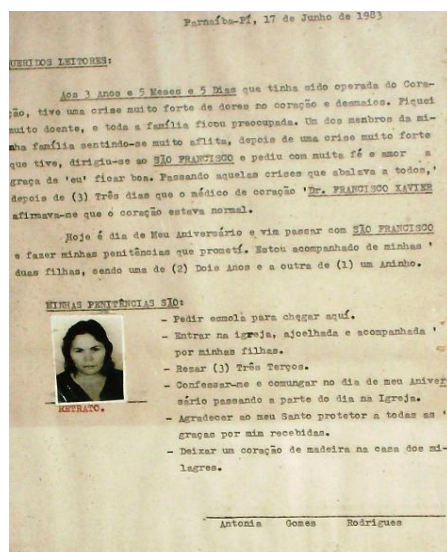 Parnaíba-Pí, 17 de Junho de 1983
QUERIDOS LEITORES:
Aos 3 Anos e 5 Meses e 5 Dias que tinha sido operada do Cora-
ção, tive uma crise muito forte de dores no coração e desmaios. Fiquei
muito doente, e toda a família ficou preocupada. Um dos membros da mi-
nha família sentindo-se muito aflita, depois de uma crise muito forte
que tive, dirigiu-se ao SÃO FRANCISCO e pediu com muita fé e amor a
graça de 'eu' ficar boa. Passando aquelas crises que abalava a todos,'
depois de (3) Três dias que o médico de coração 'Dr. FRANCISCO XAVIER
afirmava-me que o coração estava normal.
Hoje é dia de Meu Aniversário e vim passar com SÃO FRANCISCO
e fazer minhas penitências que prometí. Estou acompanhado de minhas '
duas filhas, sendo uma de (2) Dois Anos e a outra de (1) um Aninho.
MINHAS PENITÊNCIAS SÃO:
- Pedir esmola para chegar aquí.
- Entrar na igreja, ajoelhada e acompanhada '
por minhas filhas.
- Resar (3) Três Terços.
- Confessar-me e comungar no dia de meu Aniver
sário passando a parte do dia na Igreja.
- Agradecer ao meu Santo protetor a todas as '
graças por mim recebidas.
- Deixar um coração de madeira na casa dos mi-
lagres.
RETRATO.
Antonia Gomes Rodrigues